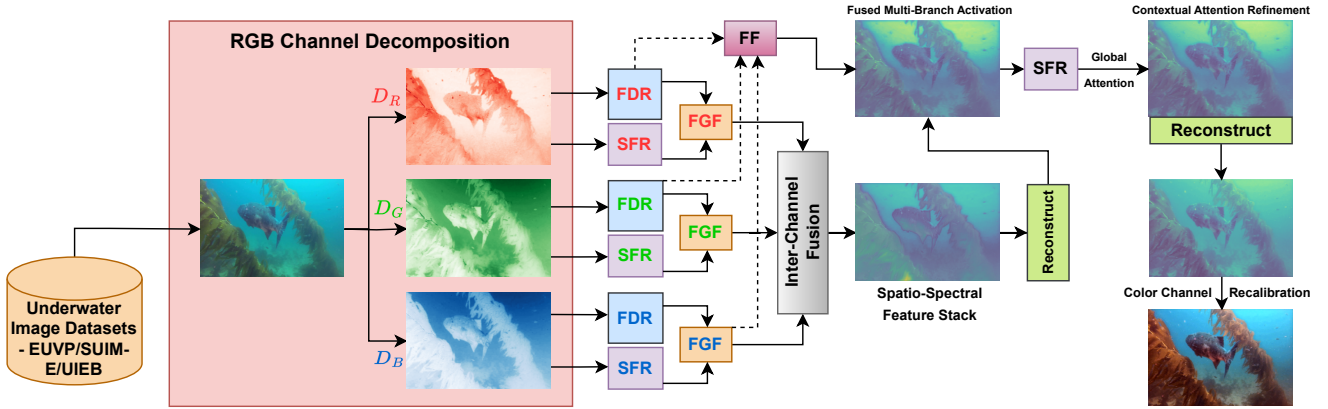 RGB Channel Decomposition
D_R
D_G
D_B
Underwater
Image Datasets
- EUVP/SUIM-
E/UIEB
FDR
SFR
FGF
FDR
SFR
FGF
FDR
SFR
FGF
FF
Inter-Channel
Fusion
Fused Multi-Branch Activation
Spatio-Spectral
Feature Stack
Reconstruct
SFR
Global
Attention
Contextual Attention Refinement
Reconstruct
Color Channel
Recalibration